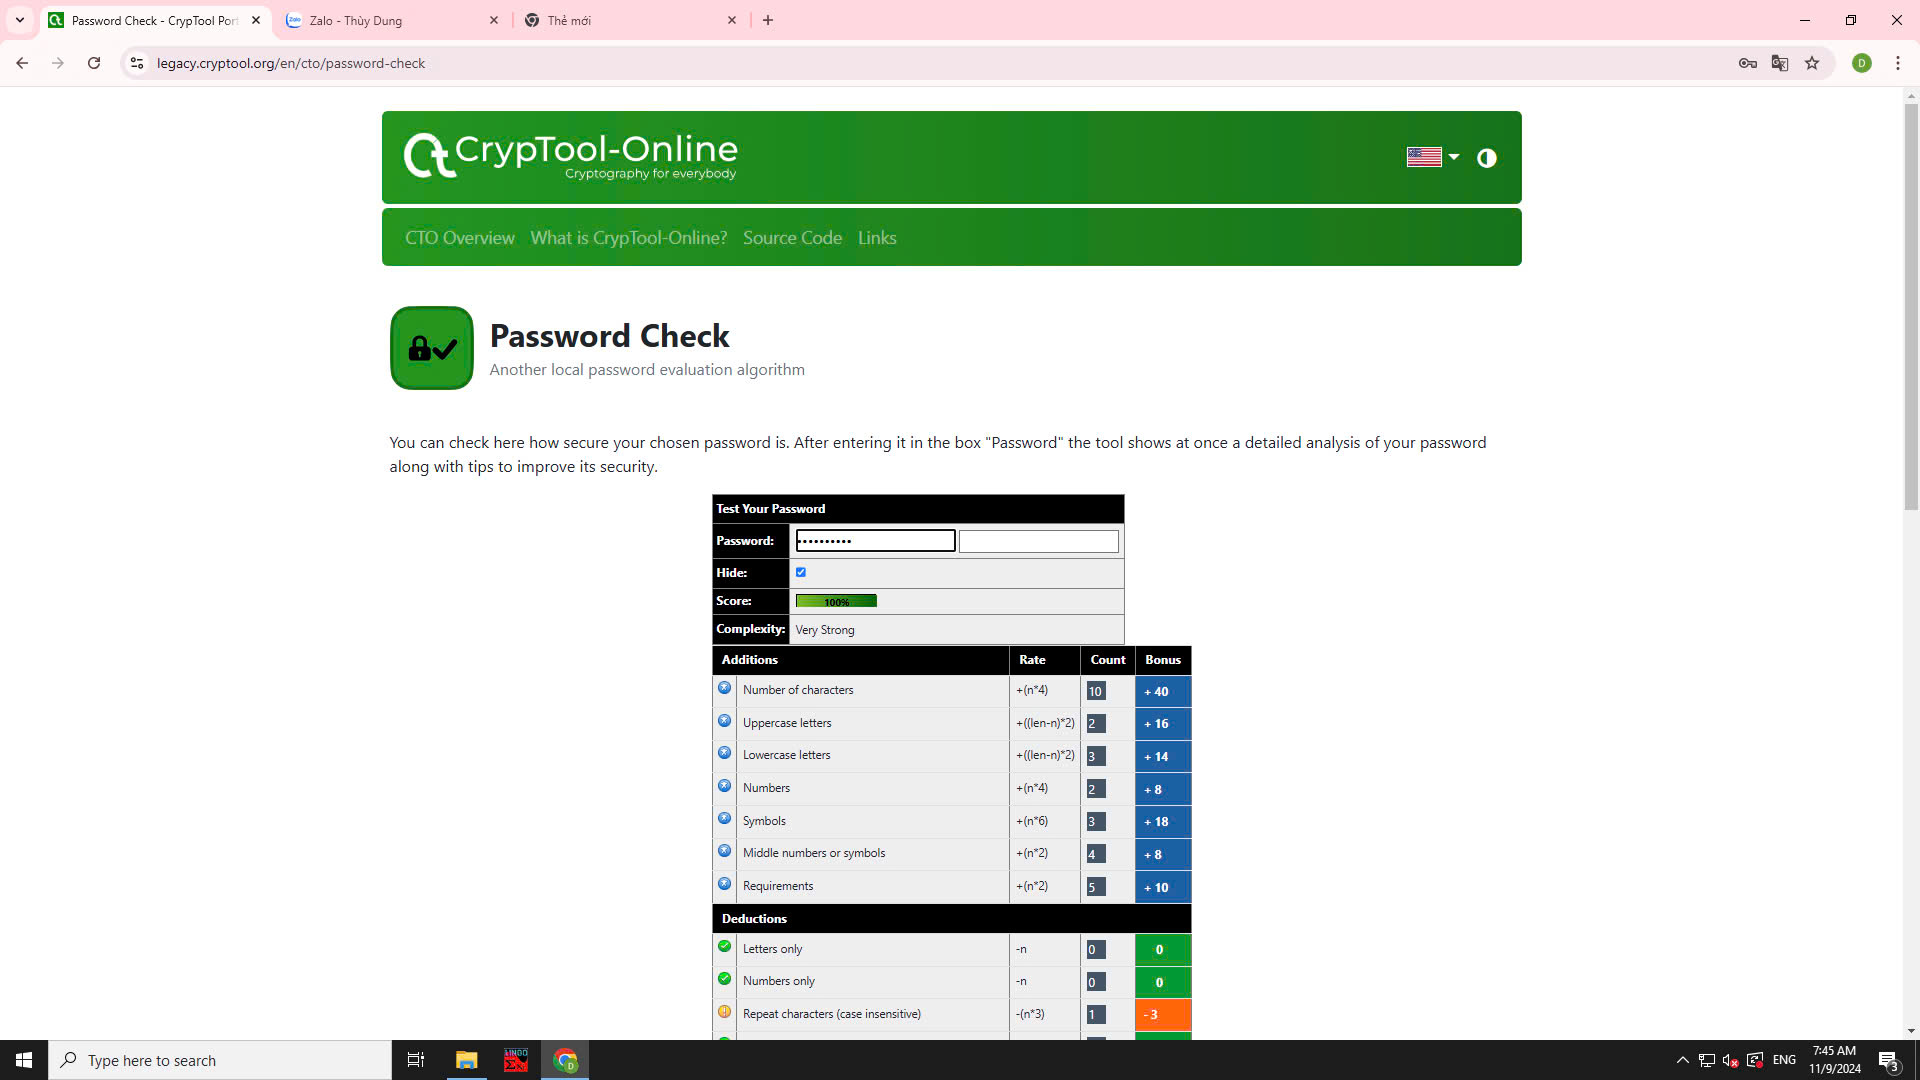 Password Check - CrypTool Port
Zalo - Thùy Dung
Thẻ mới
legacy.cryptool.org/en/cto/password-check
D
CrypTool-Online
Cryptography for everybody
CTO Overview What is CrypTool-Online? Source Code Links
Password Check
Another local password evaluation algorithm
You can check here how secure your chosen password is. After entering it in the box "Password" the tool shows at once a detailed analysis of your password
along with tips to improve its security.
Test Your Password
Password: ••••••••••
Hide:
Score: 100%
Complexity: Very Strong
Additions Rate Count Bonus
Number of characters +(n*4) 10 + 40
Uppercase letters +((len-n)*2) 2 + 16
Lowercase letters +((len-n)*2) 3 + 14
Numbers +(n*4) 2 + 8
Symbols +(n*6) 3 + 18
Middle numbers or symbols +(n*2) 4 + 8
Requirements +(n*2) 5 + 10
Deductions
Letters only -n 0 0
Numbers only -n 0 0
Repeat characters (case insensitive) -(n*3) 1 - 3
Type here to search
LINGO
D
ENG
7:45 AM
11/9/2024
3